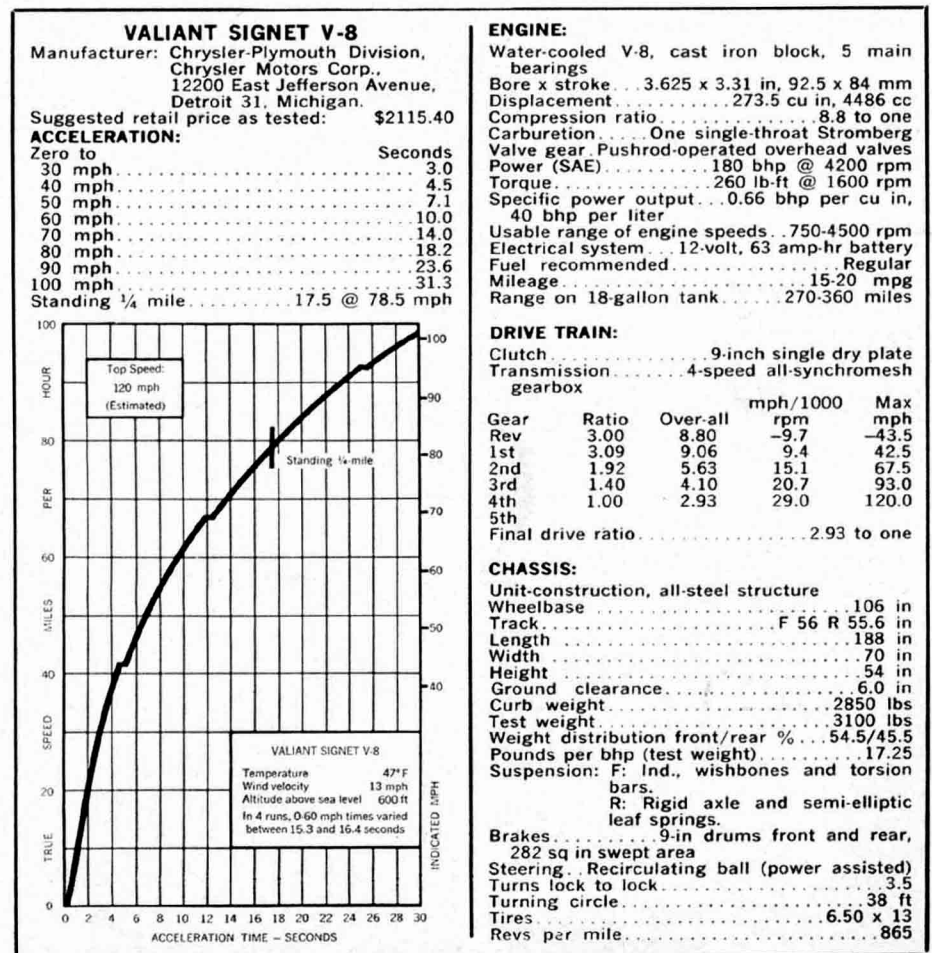 VALIANT SIGNET V-8
Manufacturer: Chrysler-Plymouth Division,
Chrysler Motors Corp.,
12200 East Jefferson Avenue,
Detroit 31, Michigan.
Suggested retail price as tested: $2115.40
ACCELERATION:
Zero to Seconds
30 mph 3.0
40 mph 4.5
50 mph 7.1
60 mph 10.0
70 mph 14.0
80 mph 18.2
90 mph 23.6
100 mph 31.3
Standing ¼ mile 17.5 @ 78.5 mph
100
80
60
40
20
0
TRUE SPEED MILES PER HOUR
Top Speed:
120 mph
(Estimated)
Standing ¼-mile
100
90
80
70
60
50
40
INDICATED MPH
VALIANT SIGNET V-8
Temperature 47°F
Wind velocity 13 mph
Altitude above sea level 600 ft
In 4 runs, 0-60 mph times varied
between 15.3 and 16.4 seconds
0 2 4 6 8 10 12 14 16 18 20 22 24 26 28 30
ACCELERATION TIME – SECONDS
ENGINE:
Water-cooled V-8, cast iron block, 5 main
bearings
Bore x stroke...3.625 x 3.31 in, 92.5 x 84 mm
Displacement 273.5 cu in, 4486 cc
Compression ratio 8.8 to one
Carburetion One single-throat Stromberg
Valve gear. Pushrod-operated overhead valves
Power (SAE) 180 bhp @ 4200 rpm
Torque 260 lb-ft @ 1600 rpm
Specific power output...0.66 bhp per cu in,
40 bhp per liter
Usable range of engine speeds..750-4500 rpm
Electrical system...12-volt, 63 amp-hr battery
Fuel recommended Regular
Mileage 15-20 mpg
Range on 18-gallon tank 270-360 miles
DRIVE TRAIN:
Clutch 9-inch single dry plate
Transmission 4-speed all-synchromesh
gearbox
mph/1000 Max
Gear Ratio Over-all rpm mph
Rev 3.00 8.80 –9.7 –43.5
1st 3.09 9.06 9.4 42.5
2nd 1.92 5.63 15.1 67.5
3rd 1.40 4.10 20.7 93.0
4th 1.00 2.93 29.0 120.0
5th
Final drive ratio 2.93 to one
CHASSIS:
Unit-construction, all-steel structure
Wheelbase 106 in
Track F 56 R 55.6 in
Length 188 in
Width 70 in
Height 54 in
Ground clearance 6.0 in
Curb weight 2850 lbs
Test weight 3100 lbs
Weight distribution front/rear %...54.5/45.5
Pounds per bhp (test weight) 17.25
Suspension: F: Ind., wishbones and torsion
bars.
R: Rigid axle and semi-elliptic
leaf springs.
Brakes 9-in drums front and rear,
282 sq in swept area
Steering..Recirculating ball (power assisted)
Turns lock to lock 3.5
Turning circle 38 ft
Tires 6.50 x 13
Revs per mile 865